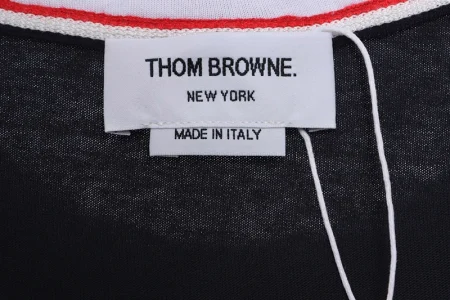 THOM BROWNE.
NEW YORK
MADE IN ITALY